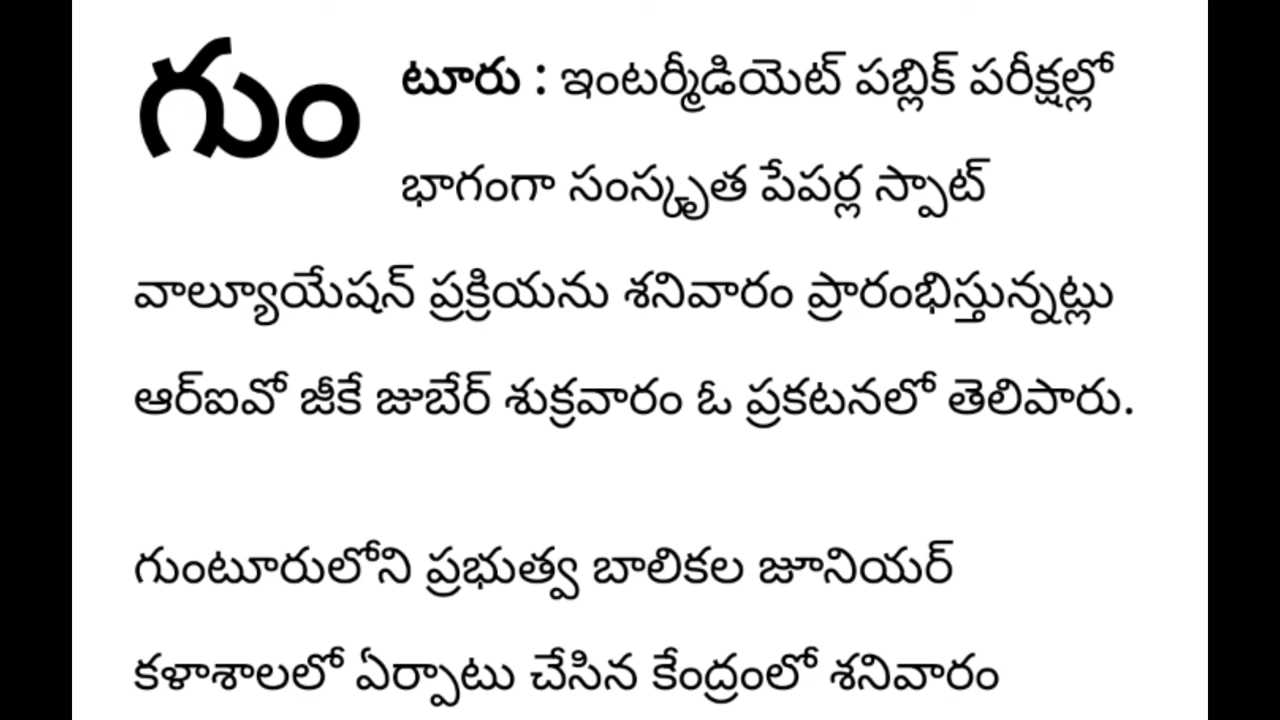 గుంటూరు : ఇంటర్మీడియెట్ పబ్లిక్ పరీక్షల్లో
భాగంగా సంస్కృత పేపర్ల స్పాట్
వాల్యూయేషన్ ప్రక్రియను శనివారం ప్రారంభిస్తున్నట్లు
ఆర్ఐవో జీకే జుబేర్ శుక్రవారం ఓ ప్రకటనలో తెలిపారు.
గుంటూరులోని ప్రభుత్వ బాలికల జూనియర్
కళాశాలలో ఏర్పాటు చేసిన కేంద్రంలో శనివారం